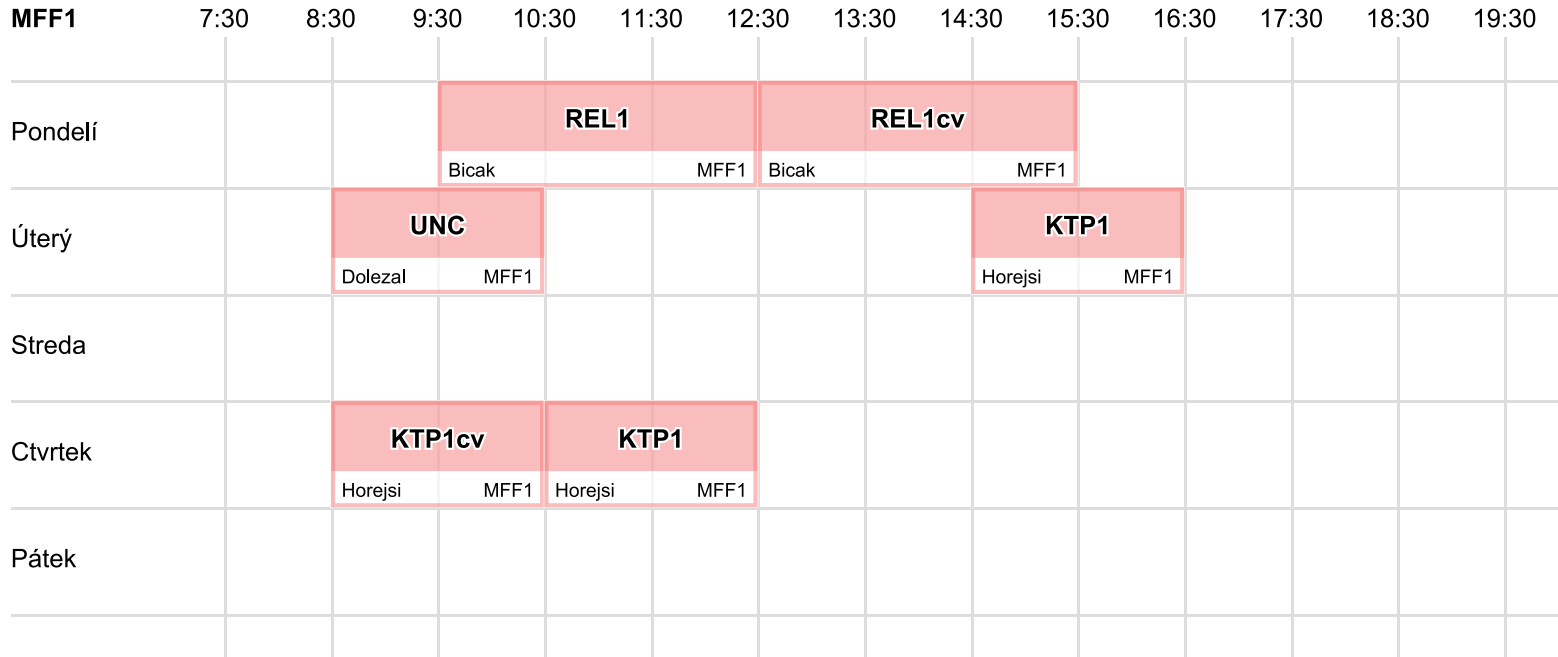 MFF1 7:30 8:30 9:30 10:30 11:30 12:30 13:30 14:30 15:30 16:30 17:30 18:30 19:30
Pondelí
REL1
Bicak MFF1
REL1cv
Bicak MFF1
Úterý
UNC
Dolezal MFF1
KTP1
Horejsi MFF1
Streda
Ctvrtek
KTP1cv
Horejsi MFF1
KTP1
Horejsi MFF1
Pátek